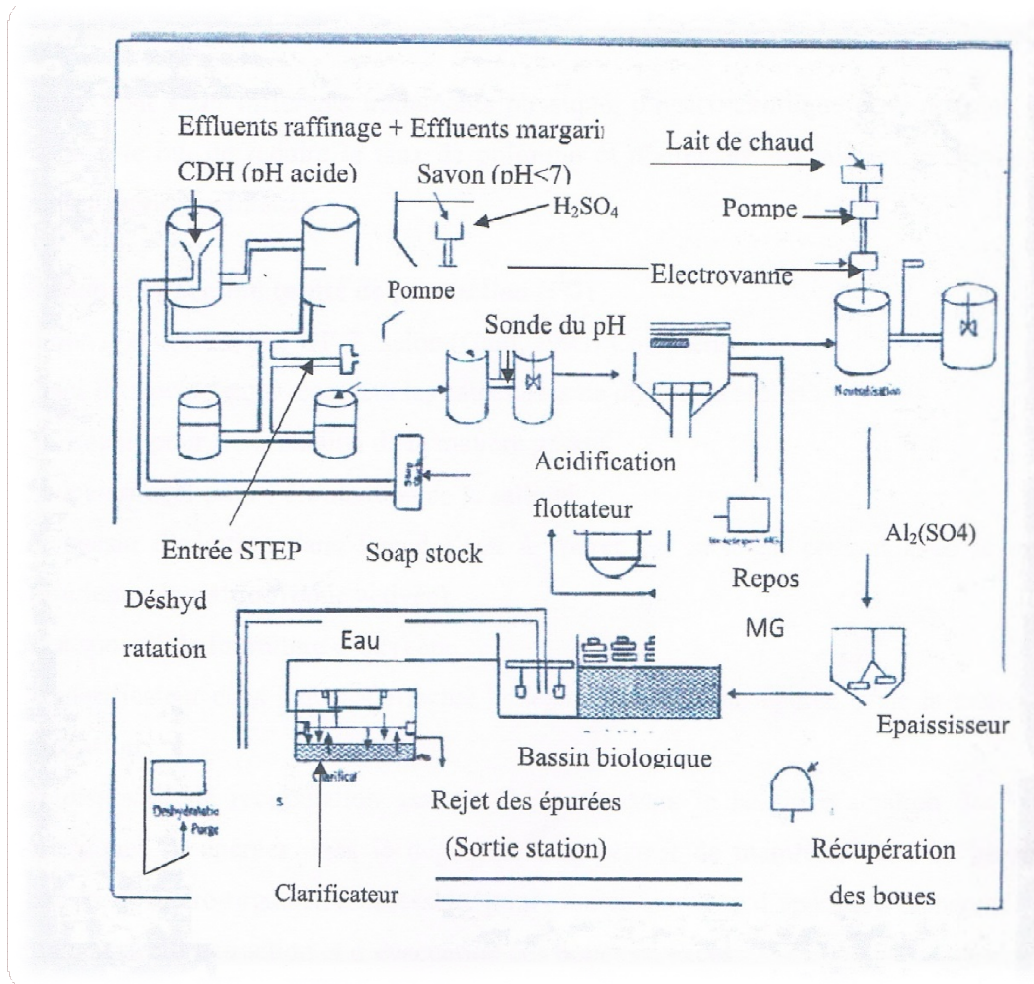 Effluents raffinage + Effluents margari
CDH (pH acide)
Savon (pH<7)
H₂SO₄
Lait de chaud
Pompe
Electrovanne
Pompe
Sonde du pH
Neutralisation
Acidification
flottateur
Entrée STEP
Soap stock
Al₂(SO4)
Repos
MG
Déshyd
ratation
Eau
Epaississeur
Bassin biologique
Clarificat
s
Rejet des épurées
(Sortie station)
Déshydratatio
Purge
Récupération
des boues
Clarificateur